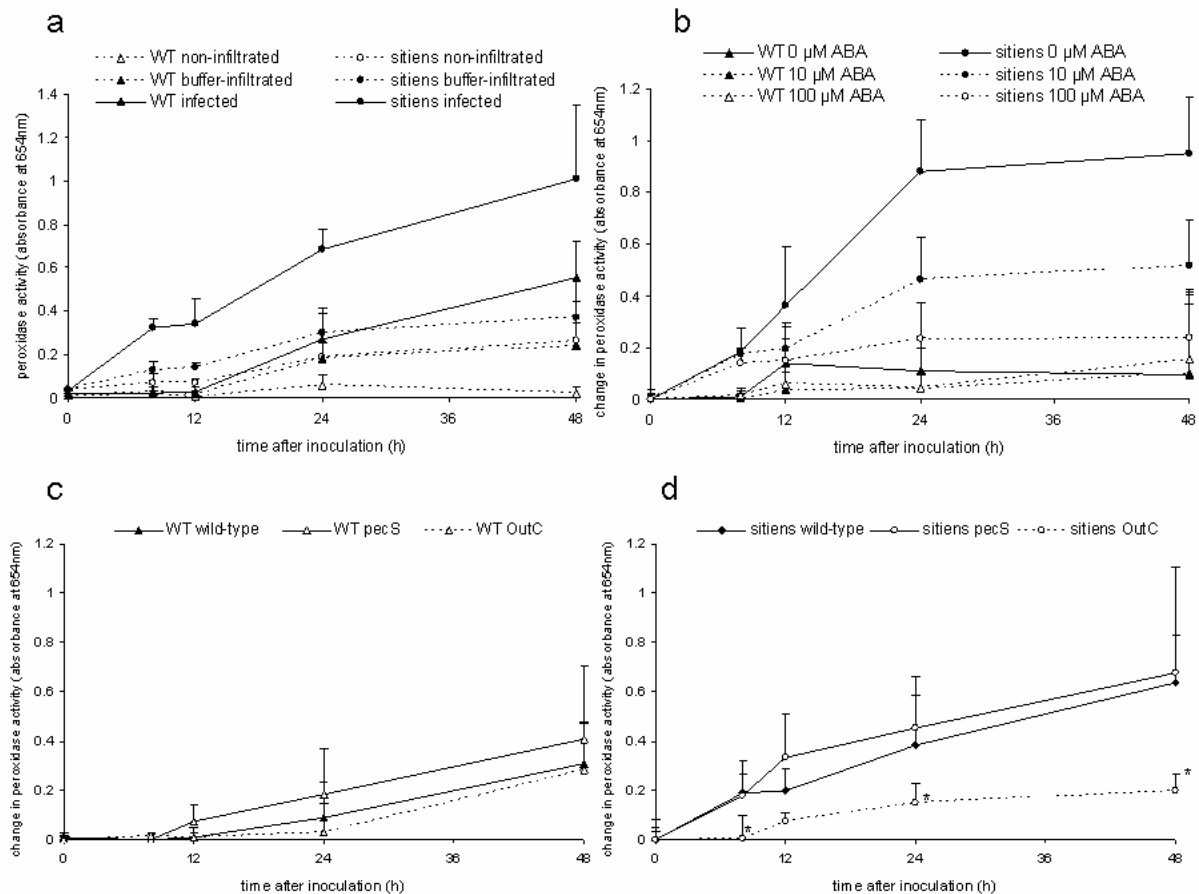 a
WT non-infiltrated
sitiens non-infiltrated
WT buffer-infiltrated
sitiens buffer-infiltrated
WT infected
sitiens infected
peroxidase activity (absorbance at 654nm)
1.4
1.2
1
0.8
0.6
0.4
0.2
0
0 12 24 36 48
time after inoculation (h)
b
WT 0 µM ABA
sitiens 0 µM ABA
WT 10 µM ABA
sitiens 10 µM ABA
WT 100 µM ABA
sitiens 100 µM ABA
change in peroxidase activity (absorbance at 654nm)
1.2
1
0.8
0.6
0.4
0.2
0
0 12 24 36 48
time after inoculation (h)
c
WT wild-type WT pecS WT OutC
change in peroxidase activity (absorbance at 654nm)
1.2
1
0.8
0.6
0.4
0.2
0
0 12 24 36 48
time after inoculation (h)
d
sitiens wild-type sitiens pecS sitiens OutC
change in peroxidase activity (absorbance at 654nm)
1.2
1
0.8
0.6
0.4
0.2
0
* * *
0 12 24 36 48
time after inoculation (h)